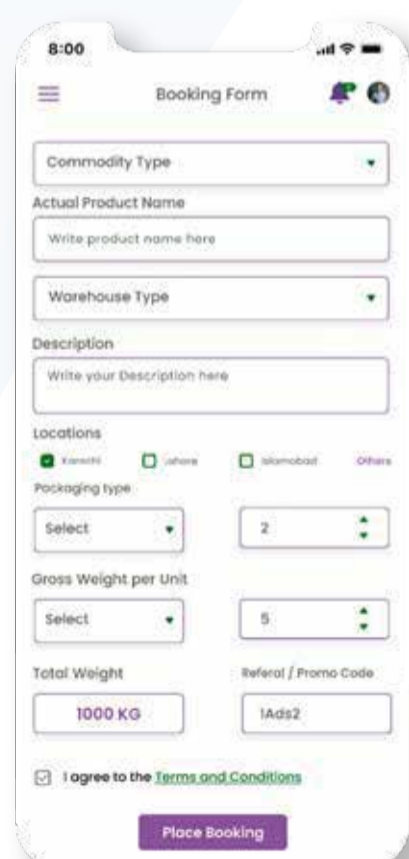 8:00
Booking Form
Commodity Type
Actual Product Name
Write product name here
Warehouse Type
Description
Write your Description here
Locations
Karachi Lahore Islamabad Others
Packaging type
Select 2
Gross Weight per Unit
Select 5
Total Weight Referal / Promo Code
1000 KG 1Ads2
I agree to the Terms and Conditions
Place Booking